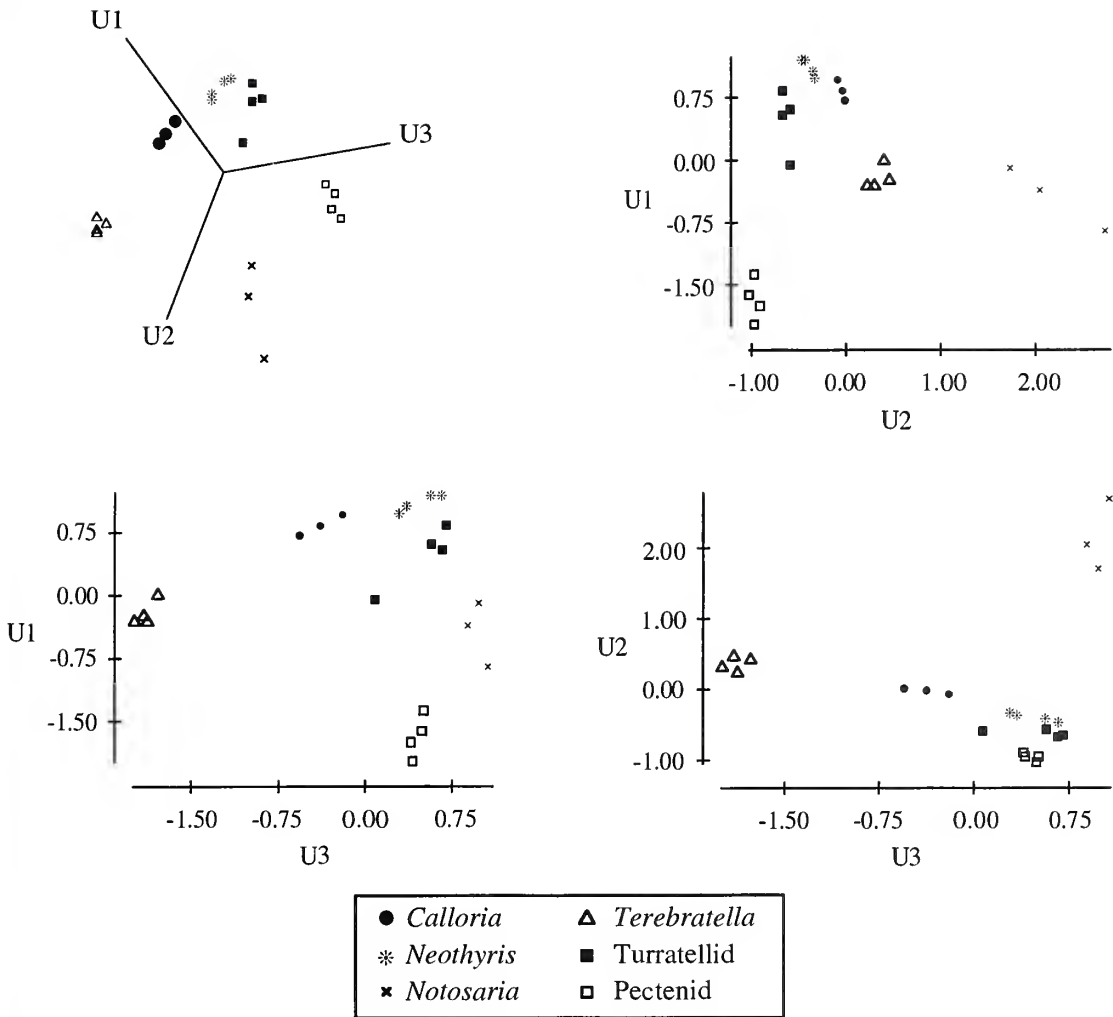 U1
U3
U2
0.75
0.00
U1
-0.75
-1.50
-1.00 0.00 1.00 2.00
U2
0.75
0.00
U1
-0.75
-1.50
-1.50 -0.75 0.00 0.75
U3
2.00
1.00
U2
0.00
-1.00
-1.50 -0.75 0.00 0.75
U3
Calloria Terebratella
Neothyris Turratellid
Notosaria Pectenid